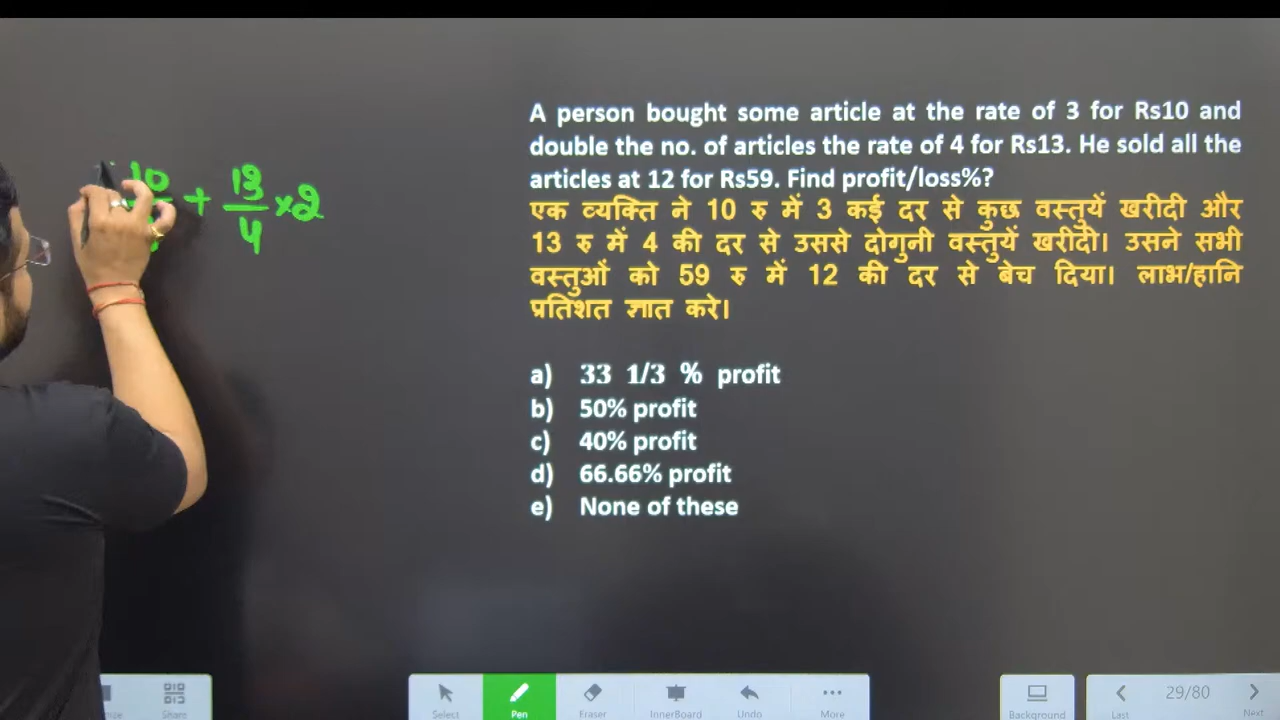 A person bought some article at the rate of 3 for Rs10 and
double the no. of articles the rate of 4 for Rs13. He sold all the
articles at 12 for Rs59. Find profit/loss%?
एक व्यक्ति ने 10 रु में 3 कई दर से कुछ वस्तुयें खरीदी और
13 रु में 4 की दर से उससे दोगुनी वस्तुयें खरीदी। उसने सभी
वस्तुओं को 59 रु में 12 की दर से बेच दिया। लाभ/हानि
प्रतिशत ज्ञात करे।
a) 33 1/3 % profit
b) 50% profit
c) 40% profit
d) 66.66% profit
e) None of these
10
+ 13/4 ×2
Share
Select
Pen
Eraser
InnerBoard
Undo
More
Background
Last
29/80
Next